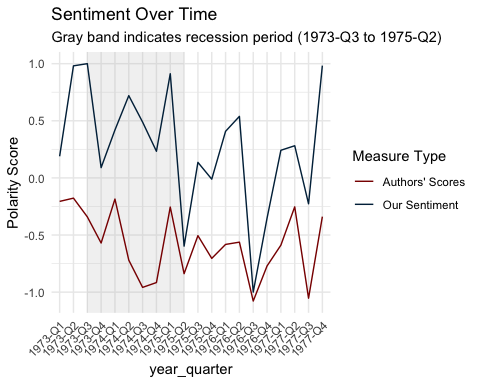 Sentiment Over Time
Gray band indicates recession period (1973-Q3 to 1975-Q2)
1.0
0.5
0.0
-0.5
-1.0
Polarity Score
1973-Q1
1973-Q2
1973-Q3
1973-Q4
1974-Q1
1974-Q2
1974-Q3
1974-Q4
1975-Q1
1975-Q2
1975-Q3
1975-Q4
1976-Q1
1976-Q2
1976-Q3
1976-Q4
1977-Q1
1977-Q2
1977-Q3
1977-Q4
year_quarter
Measure Type
Authors' Scores
Our Sentiment